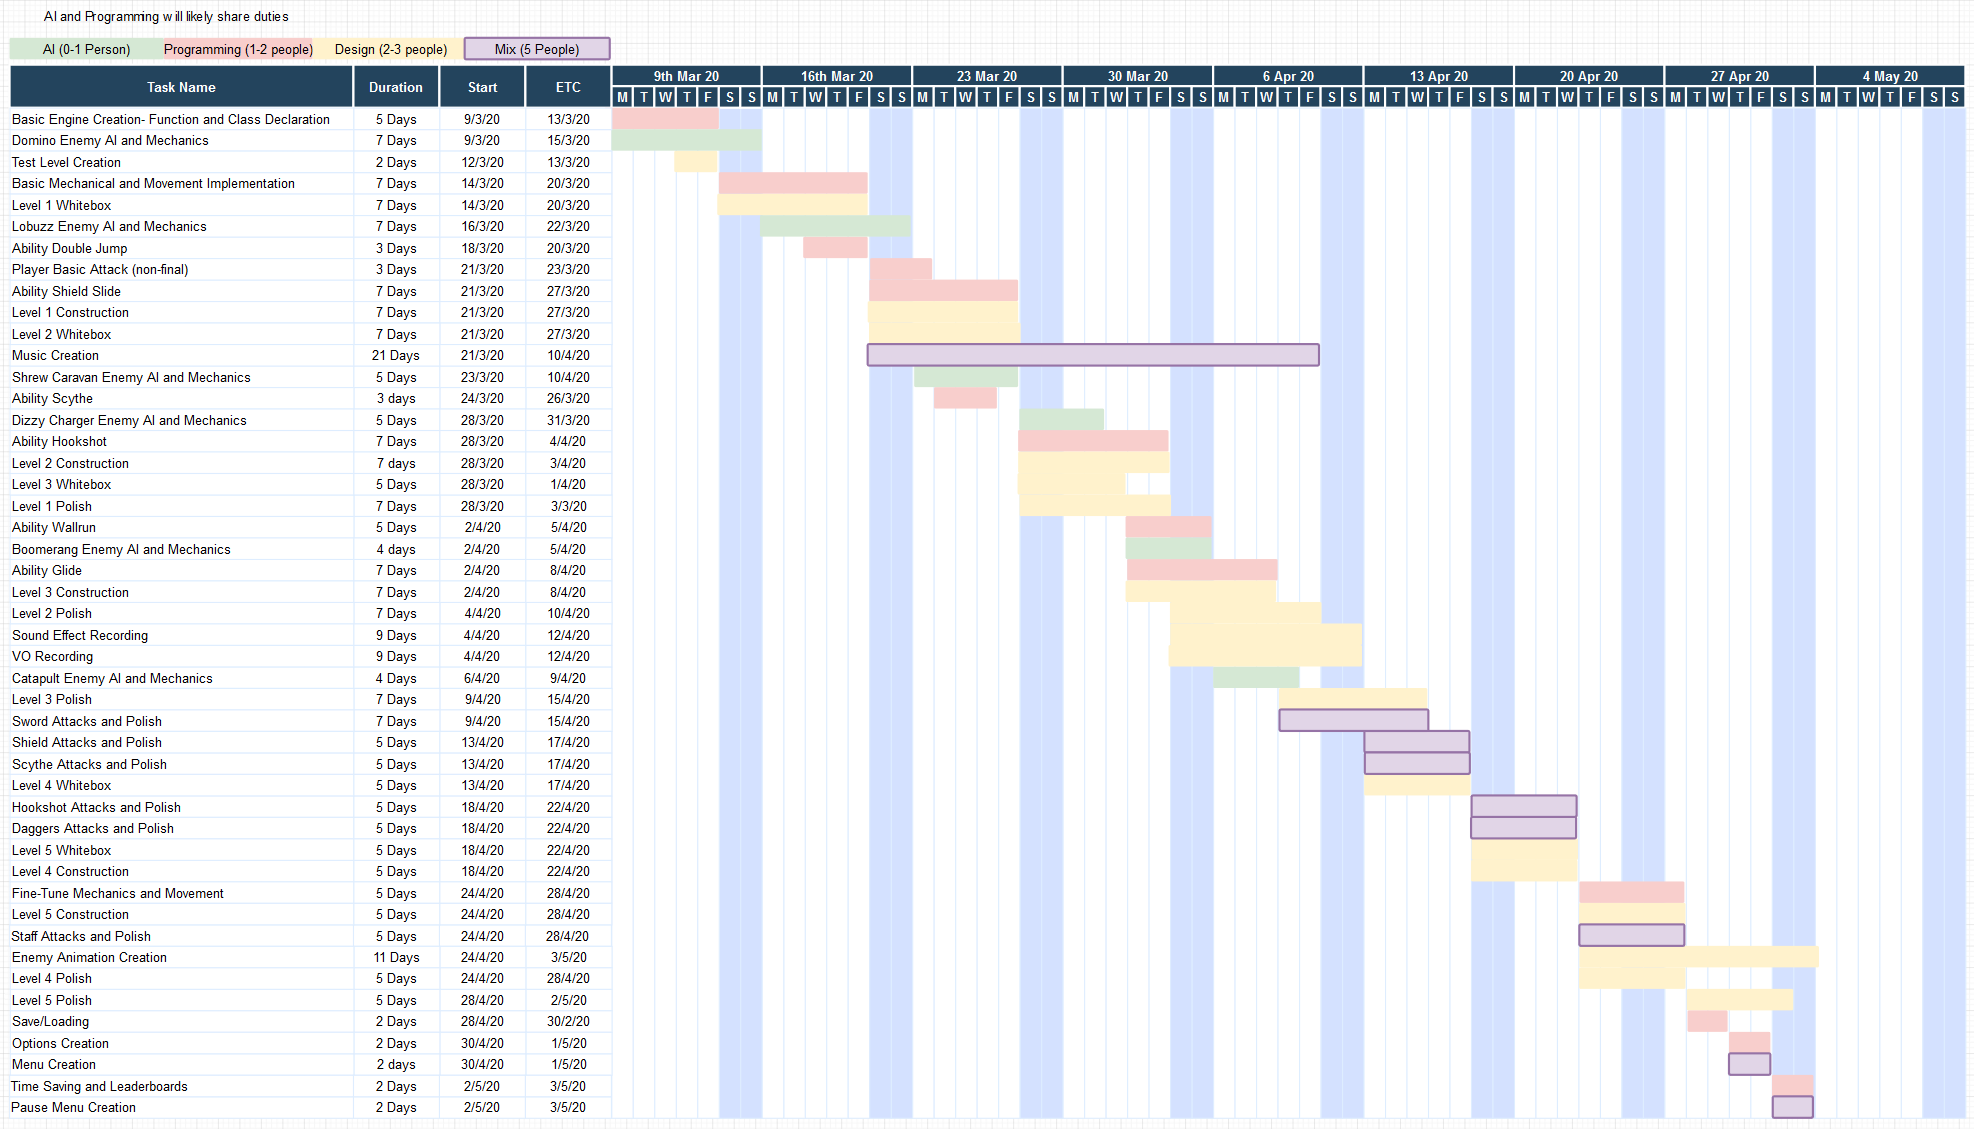 AI and Programming will likely share duties
AI (0-1 Person) Programming (1-2 people) Design (2-3 people) Mix (5 People)
Task Name Duration Start ETC 9th Mar 20 16th Mar 20 23 Mar 20 30 Mar 20 6 Apr 20 13 Apr 20 20 Apr 20 27 Apr 20 4 May 20
M T W T F S S M T W T F S S M T W T F S S M T W T F S S M T W T F S S M T W T F S S M T W T F S S M T W T F S S M T W T F S S
Basic Engine Creation- Function and Class Declaration 5 Days 9/3/20 13/3/20
Domino Enemy AI and Mechanics 7 Days 9/3/20 15/3/20
Test Level Creation 2 Days 12/3/20 13/3/20
Basic Mechanical and Movement Implementation 7 Days 14/3/20 20/3/20
Level 1 Whitebox 7 Days 14/3/20 20/3/20
Lobuzz Enemy AI and Mechanics 7 Days 16/3/20 22/3/20
Ability Double Jump 3 Days 18/3/20 20/3/20
Player Basic Attack (non-final) 3 Days 21/3/20 23/3/20
Ability Shield Slide 7 Days 21/3/20 27/3/20
Level 1 Construction 7 Days 21/3/20 27/3/20
Level 2 Whitebox 7 Days 21/3/20 27/3/20
Music Creation 21 Days 21/3/20 10/4/20
Shrew Caravan Enemy AI and Mechanics 5 Days 23/3/20 10/4/20
Ability Scythe 3 days 24/3/20 26/3/20
Dizzy Charger Enemy AI and Mechanics 5 Days 28/3/20 31/3/20
Ability Hookshot 7 Days 28/3/20 4/4/20
Level 2 Construction 7 days 28/3/20 3/4/20
Level 3 Whitebox 5 Days 28/3/20 1/4/20
Level 1 Polish 7 Days 28/3/20 3/3/20
Ability Wallrun 5 Days 2/4/20 5/4/20
Boomerang Enemy AI and Mechanics 4 days 2/4/20 5/4/20
Ability Glide 7 Days 2/4/20 8/4/20
Level 3 Construction 7 Days 2/4/20 8/4/20
Level 2 Polish 7 Days 4/4/20 10/4/20
Sound Effect Recording 9 Days 4/4/20 12/4/20
VO Recording 9 Days 4/4/20 12/4/20
Catapult Enemy AI and Mechanics 4 Days 6/4/20 9/4/20
Level 3 Polish 7 Days 9/4/20 15/4/20
Sword Attacks and Polish 7 Days 9/4/20 15/4/20
Shield Attacks and Polish 5 Days 13/4/20 17/4/20
Scythe Attacks and Polish 5 Days 13/4/20 17/4/20
Level 4 Whitebox 5 Days 13/4/20 17/4/20
Hookshot Attacks and Polish 5 Days 18/4/20 22/4/20
Daggers Attacks and Polish 5 Days 18/4/20 22/4/20
Level 5 Whitebox 5 Days 18/4/20 22/4/20
Level 4 Construction 5 Days 18/4/20 22/4/20
Fine-Tune Mechanics and Movement 5 Days 24/4/20 28/4/20
Level 5 Construction 5 Days 24/4/20 28/4/20
Staff Attacks and Polish 5 Days 24/4/20 28/4/20
Enemy Animation Creation 11 Days 24/4/20 3/5/20
Level 4 Polish 5 Days 24/4/20 28/4/20
Level 5 Polish 5 Days 28/4/20 2/5/20
Save/Loading 2 Days 28/4/20 30/2/20
Options Creation 2 Days 30/4/20 1/5/20
Menu Creation 2 days 30/4/20 1/5/20
Time Saving and Leaderboards 2 Days 2/5/20 3/5/20
Pause Menu Creation 2 Days 2/5/20 3/5/20